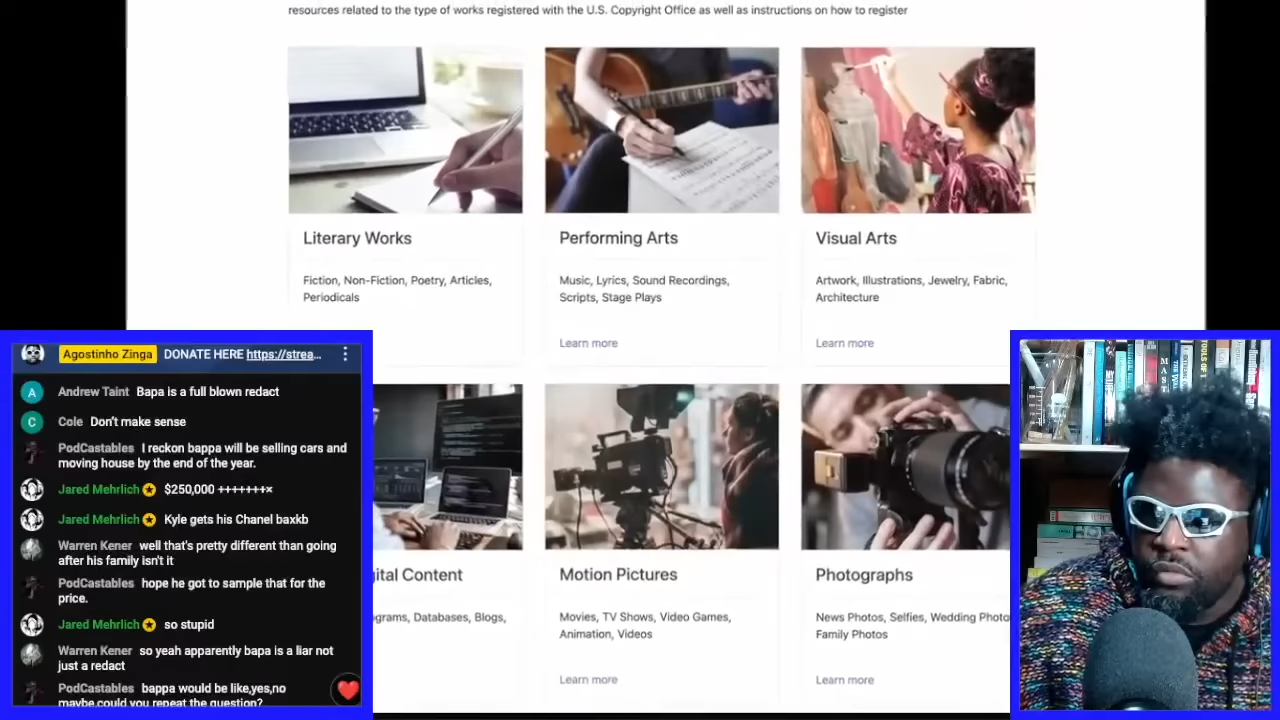 resources related to the type of works registered with the U.S. Copyright Office as well as instructions on how to register
Literary Works
Performing Arts
Visual Arts
Fiction, Non-Fiction, Poetry, Articles,
Periodicals
Music, Lyrics, Sound Recordings,
Scripts, Stage Plays
Artwork, Illustrations, Jewelry, Fabric,
Architecture
Learn more
Learn more
gital Content
Motion Pictures
Photographs
grams, Databases, Blogs,
Movies, TV Shows, Video Games,
Animation, Videos
News Photos, Selfies, Wedding Photo
Family Photos
Learn more
Learn more
Agostinho Zinga DONATE HERE https://strea...
A Andrew Taint Bapa is a full blown redact
C Cole Don't make sense
PodCastables I reckon bappa will be selling cars and
moving house by the end of the year.
Jared Mehrlich $250,000 +++++++×
Jared Mehrlich Kyle gets his Chanel baxkb
Warren Kener well that's pretty different than going
after his family isn't it
PodCastables hope he got to sample that for the
price.
Jared Mehrlich so stupid
Warren Kener so yeah apparently bapa is a liar not
just a redact
PodCastables bappa would be like,yes,no
maybe,could you repeat the question?